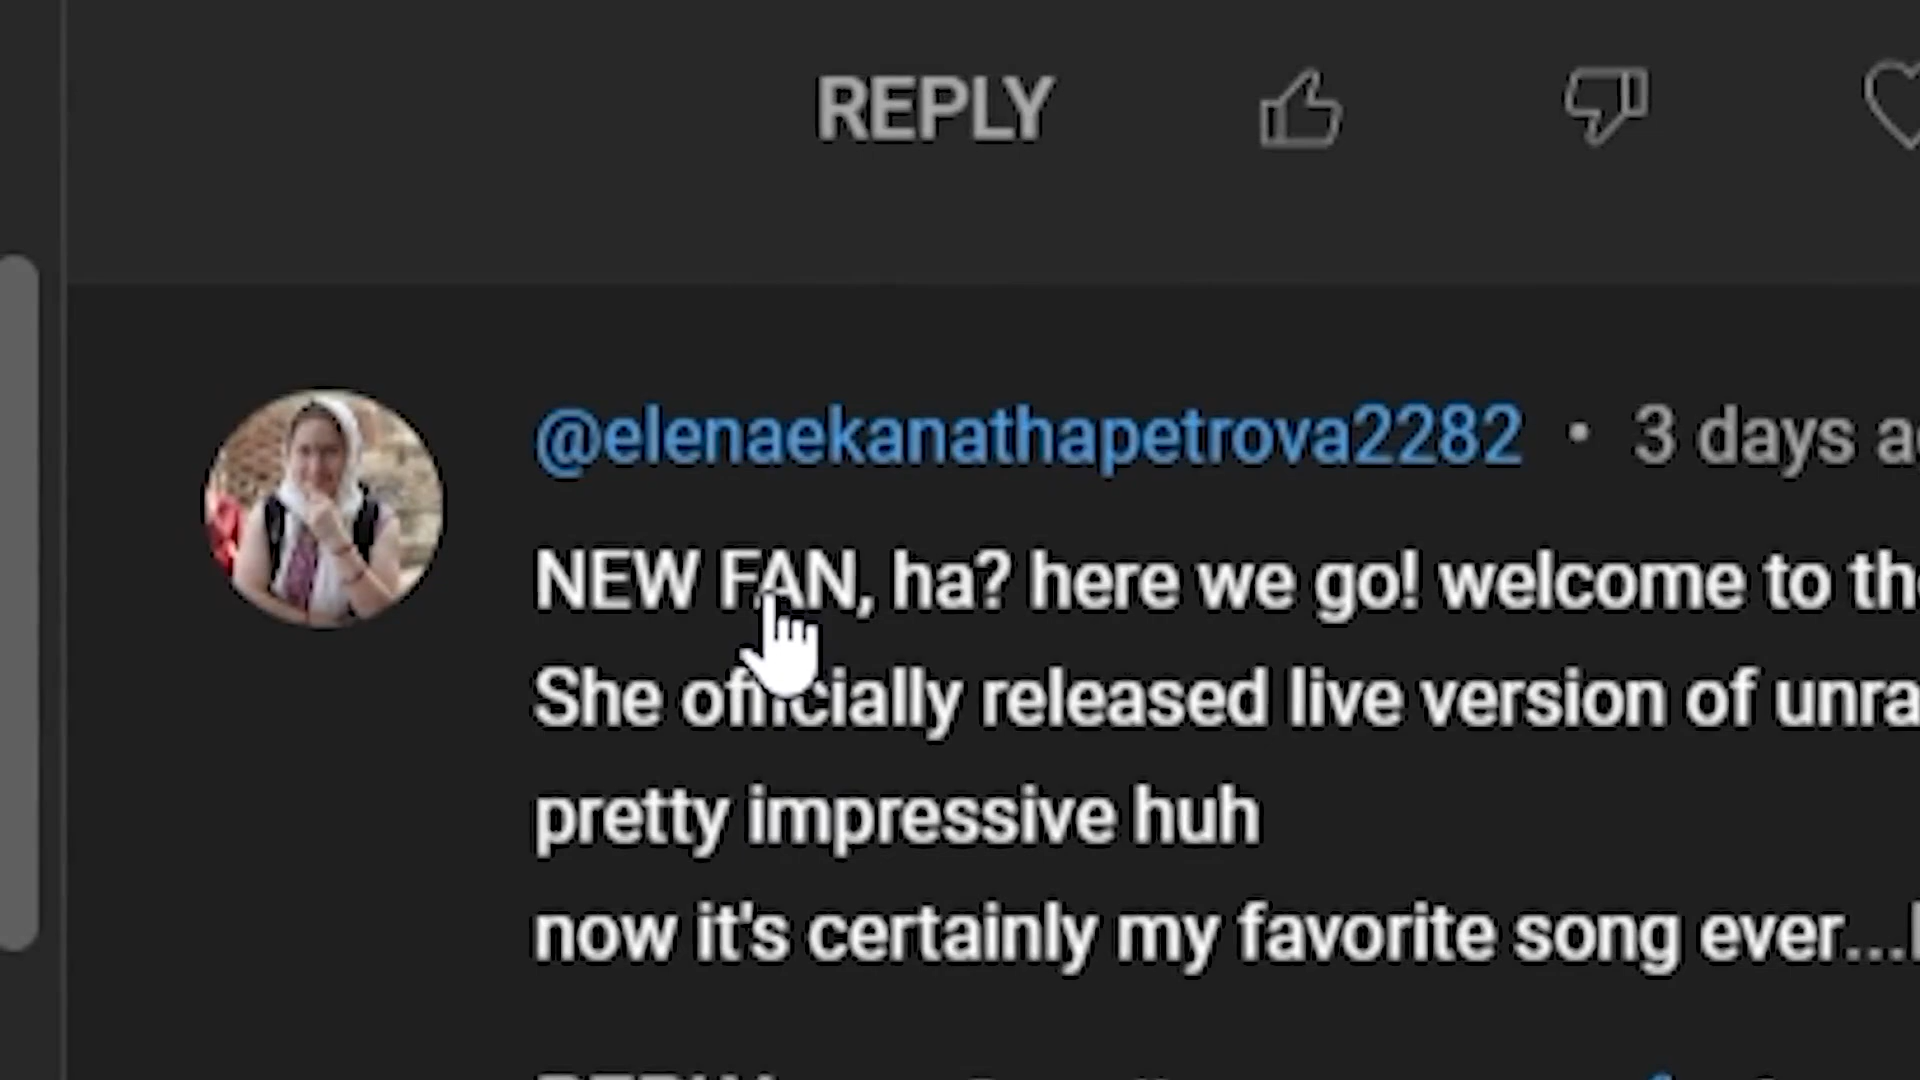 REPLY
@elenaekanathapetrova2282 • 3 days
NEW FAN, ha? here we go! welcome to
She officially released live version of
pretty impressive huh
now it's certainly my favorite song ever...